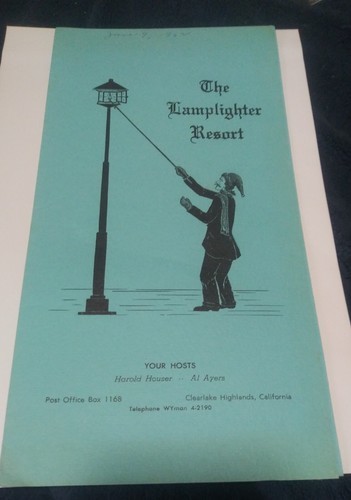 The
Lamplighter
Resort
YOUR HOSTS
Harold Houser — Al Ayers
Post Office Box 1168 Clearlake Highlands, California
Telephone WYman 4-2190